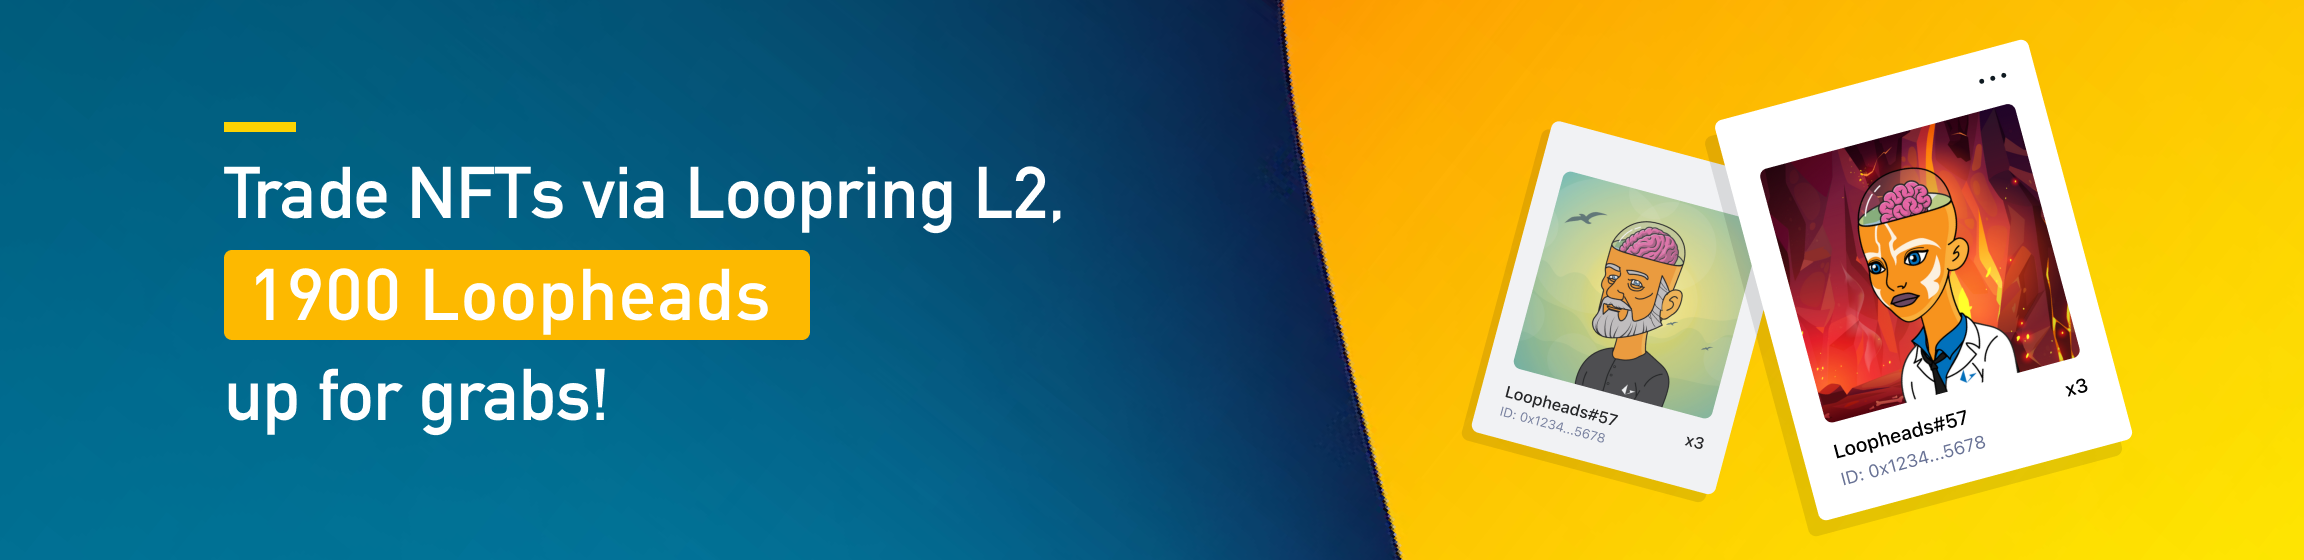 Trade NFTs via Loopring L2,
1900 Loopheads
up for grabs!
Loopheads#57
ID: 0x1234...5678
x3
Loopheads#57
ID: 0x1234...5678
x3